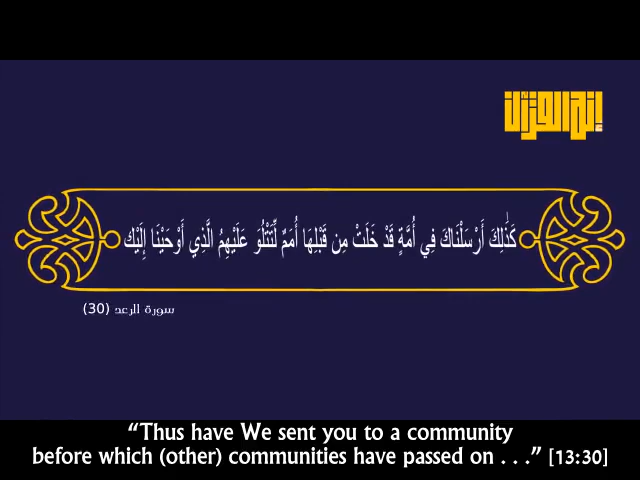 إنه القرآن
كَذَٰلِكَ أَرْسَلْنَاكَ فِي أُمَّةٍ قَدْ خَلَتْ مِن قَبْلِهَا أُمَمٌ لِّتَتْلُوَ عَلَيْهِمُ الَّذِي أَوْحَيْنَا إِلَيْكَ
سورة الرعد (30)
“Thus have We sent you to a community
before which (other) communities have passed on . . .” [13:30]